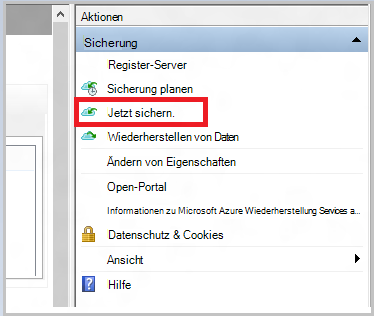 Aktionen
Sicherung
Register-Server
Sicherung planen
Jetzt sichern.
Wiederherstellen von Daten
Ändern von Eigenschaften
Open-Portal
Informationen zu Microsoft Azure Wiederherstellung Services a...
Datenschutz & Cookies
Ansicht
Hilfe